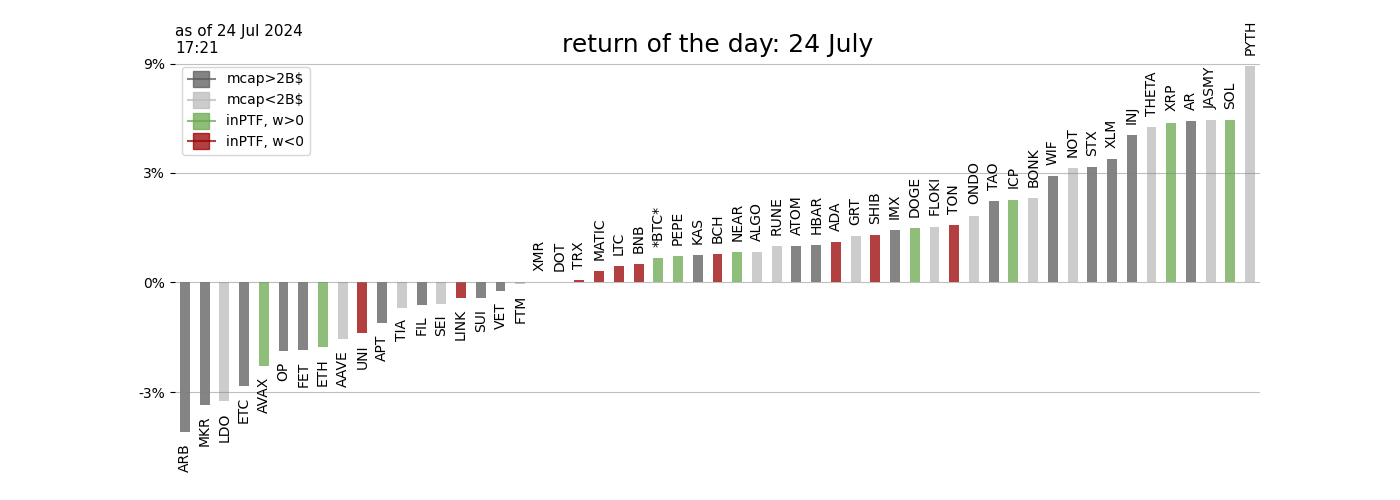 as of 24 Jul 2024
17:21
return of the day: 24 July
mcap>2B$
mcap<2B$
inPTF, w>0
inPTF, w<0
9%
3%
0%
-3%
ARB
MKR
LDO
ETC
AVAX
OP
FET
ETH
AAVE
UNI
APT
TIA
FIL
SEI
LINK
SUI
VET
FTM
XMR
DOT
TRX
MATIC
LTC
BNB
*BTC*
PEPE
KAS
BCH
NEAR
ALGO
RUNE
ATOM
HBAR
ADA
GRT
SHIB
IMX
DOGE
FLOKI
TON
ONDO
TAO
ICP
BONK
WIF
NOT
STX
XLM
INJ
THETA
XRP
AR
JASMY
SOL
PYTH